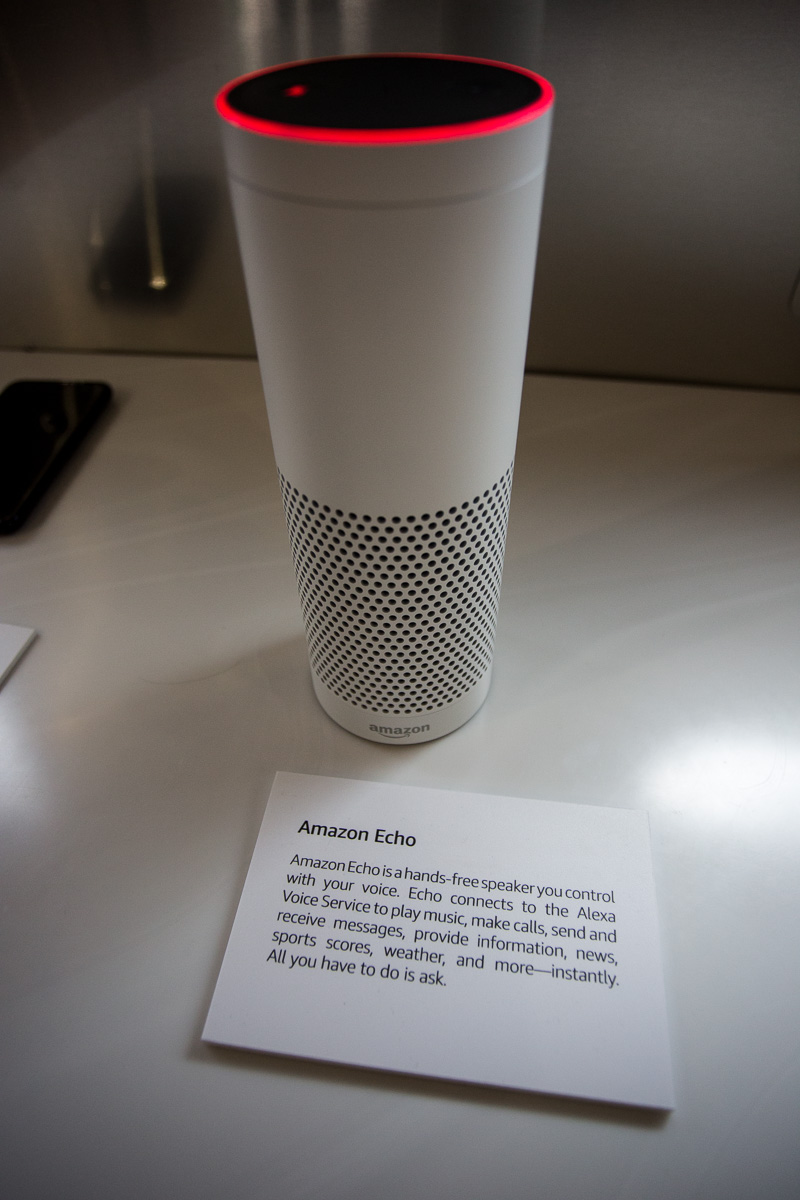 amazon
Amazon Echo
Amazon Echo is a hands-free speaker you control
with your voice. Echo connects to the Alexa
Voice Service to play music, make calls, send and
receive messages, provide information, news,
sports scores, weather, and more—instantly.
All you have to do is ask.